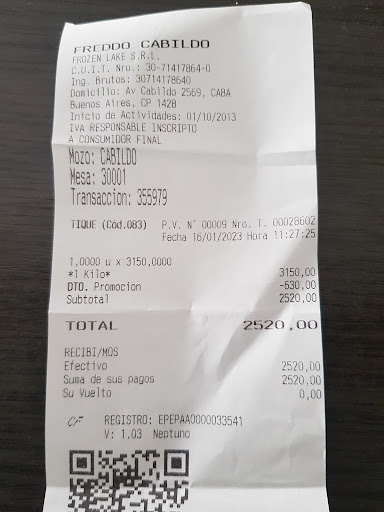 FREDDO CABILDO
FROZEN LAKE S.R.L.
C.U.I.T. Nro.: 30-71417864-0
Ing. Brutos: 30714178640
Domicilio: Av Cabildo 2569, CABA
Buenos Aires, CP 1428
Inicio de Actividades: 01/10/2013
IVA RESPONSABLE INSCRIPTO
A CONSUMIDOR FINAL
Mozo: CABILDO
Mesa: 30001
Transaccion: 355979
TIQUE (Cód.083) P.V. N° 00009 Nro. T. 00028602
Fecha 16/01/2023 Hora 11:27:25
1,0000 u x 3150,0000
*1 Kilo* 3150,00
DTO. Promocion -630,00
Subtotal 2520,00
TOTAL 2520,00
RECIBI/MOS
Efectivo 2520,00
Suma de sus pagos 2520,00
Su Vuelto 0,00
CF REGISTRO: EPEPAA0000033541
V: 1.03 Neptuno